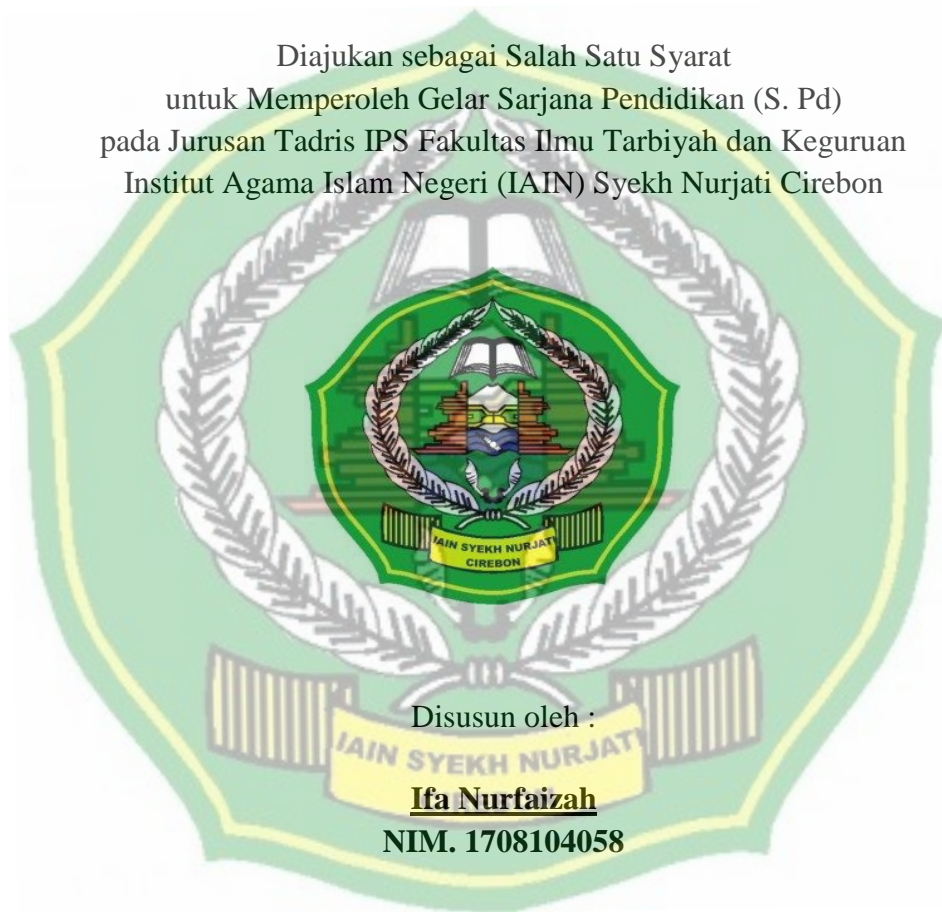 Diajukan sebagai Salah Satu Syarat
untuk Memperoleh Gelar Sarjana Pendidikan (S. Pd)
pada Jurusan Tadris IPS Fakultas Ilmu Tarbiyah dan Keguruan
Institut Agama Islam Negeri (IAIN) Syekh Nurjati Cirebon
IAIN SYEKH NURJATI
CIREBON
Disusun oleh :
IAIN SYEKH NURJATI
Ifa Nurfaizah
NIM. 1708104058